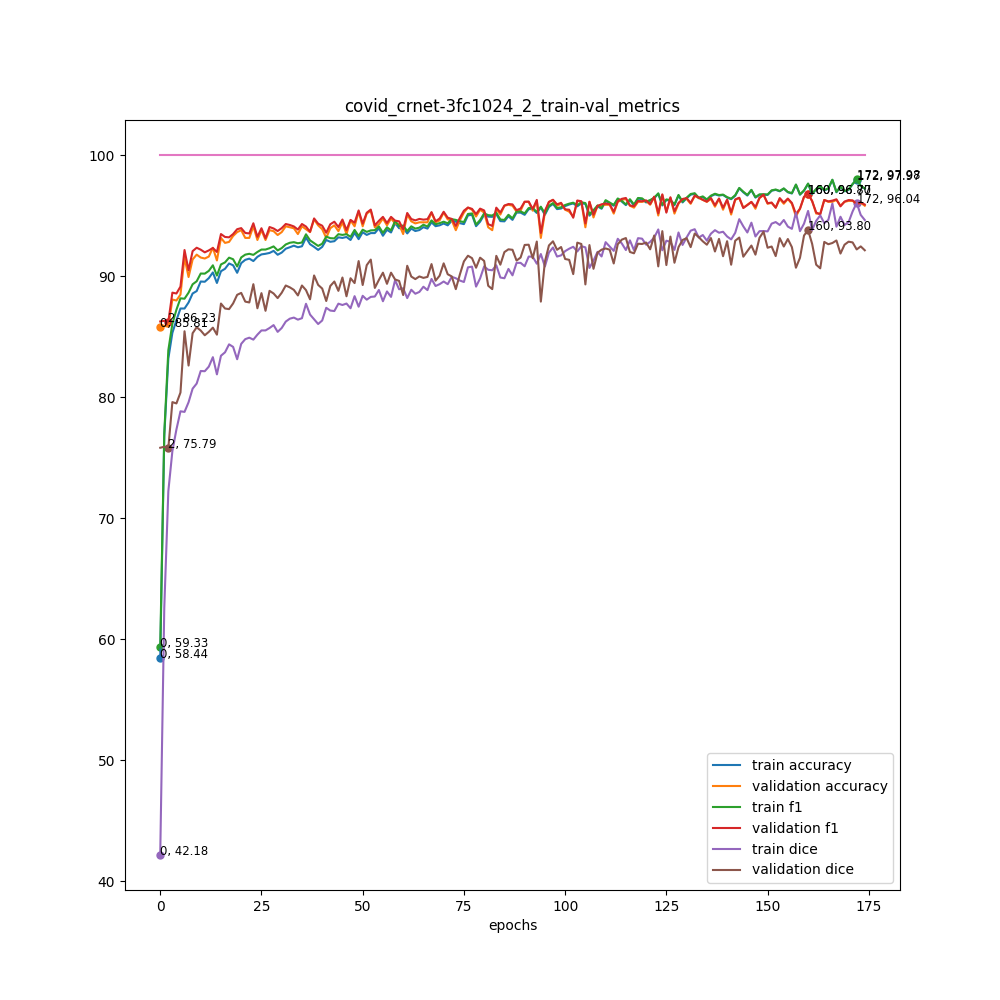 covid_crnet-3fc1024_2_train-val_metrics
100
90
80
70
60
50
40
172, 96.04
160, 93.80
2, 86.23
2, 75.79
0, 59.33
0, 58.44
0, 42.18
train accuracy
validation accuracy
train f1
validation f1
train dice
validation dice
0
25
50
75
100
125
150
175
epochs